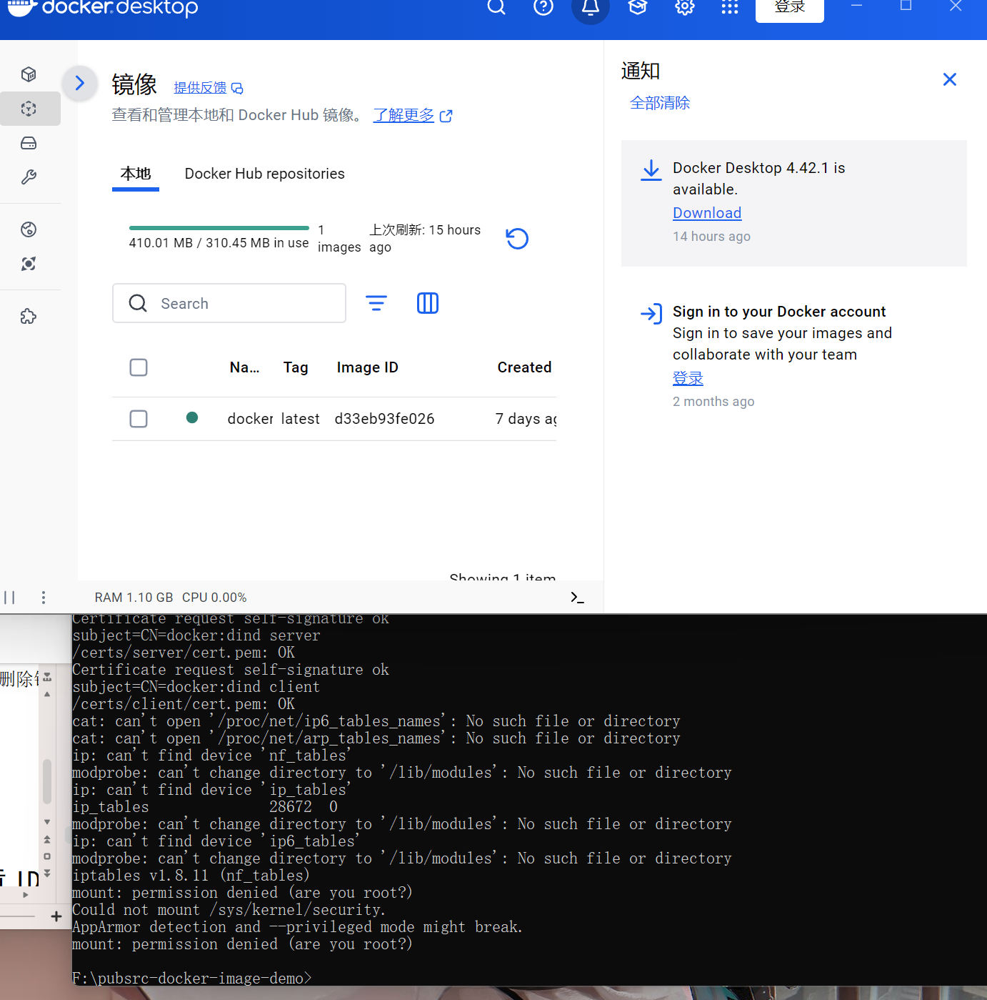 docker. desktop
登录
镜像
提供反馈
查看和管理本地和 Docker Hub 镜像。 了解更多
本地
Docker Hub repositories
410.01 MB / 310.45 MB in use
1
images
上次刷新: 15 hours
ago
Search
Na...
Tag
Image ID
Created
docker
latest
d33eb93fe026
7 days ag
Showing 1 item
RAM 1.10 GB CPU 0.00%
通知
全部清除
Docker Desktop 4.42.1 is
available.
Download
14 hours ago
Sign in to your Docker account
Sign in to save your images and
collaborate with your team
登录
2 months ago
删除
ID
Certificate request self-signature ok
subject=CN=docker:dind server
/certs/server/cert.pem: OK
Certificate request self-signature ok
subject=CN=docker:dind client
/certs/client/cert.pem: OK
cat: can't open '/proc/net/ip6_tables_names': No such file or directory
cat: can't open '/proc/net/arp_tables_names': No such file or directory
ip: can't find device 'nf_tables'
modprobe: can't change directory to '/lib/modules': No such file or directory
ip: can't find device 'ip_tables'
ip_tables 28672 0
modprobe: can't change directory to '/lib/modules': No such file or directory
ip: can't find device 'ip6_tables'
modprobe: can't change directory to '/lib/modules': No such file or directory
iptables v1.8.11 (nf_tables)
mount: permission denied (are you root?)
Could not mount /sys/kernel/security.
AppArmor detection and --privileged mode might break.
mount: permission denied (are you root?)
F:\pubsrc-docker-image-demo>